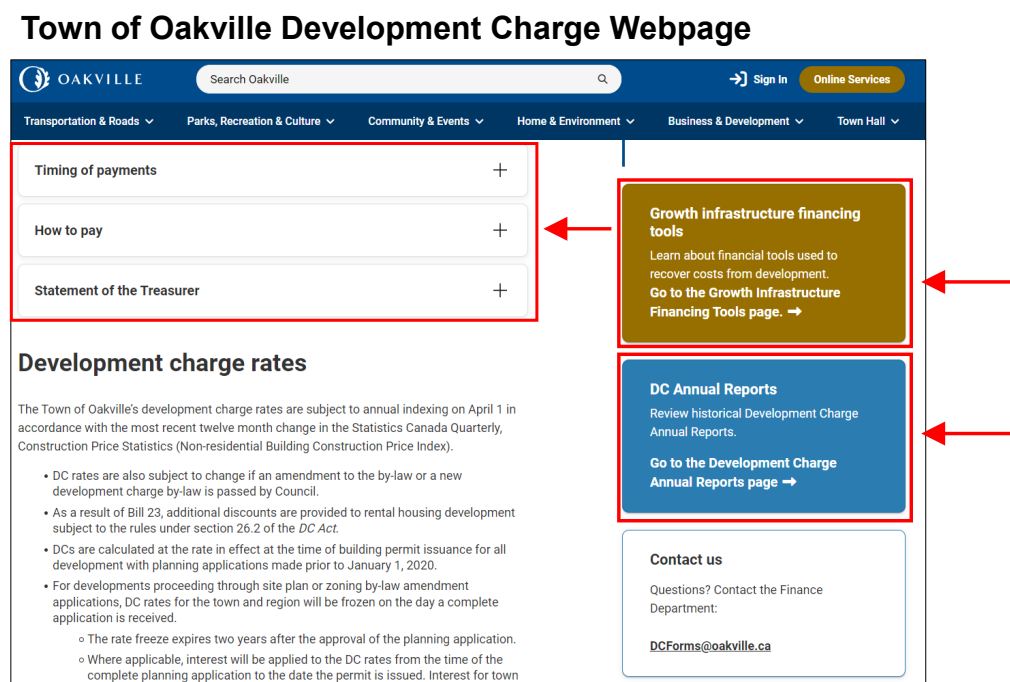 Town of Oakville Development Charge Webpage
OAKVILLE
Search Oakville
Sign In
Online Services
Transportation & Roads
Parks, Recreation & Culture
Community & Events
Home & Environment
Business & Development
Town Hall
Timing of payments
How to pay
Statement of the Treasurer
Development charge rates
The Town of Oakville's development charge rates are subject to annual indexing on April 1 in
accordance with the most recent twelve month change in the Statistics Canada Quarterly,
Construction Price Statistics (Non-residential Building Construction Price Index).
• DC rates are also subject to change if an amendment to the by-law or a new
development charge by-law is passed by Council.
• As a result of Bill 23, additional discounts are provided to rental housing development
subject to the rules under section 26.2 of the DC Act.
• DCs are calculated at the rate in effect at the time of building permit issuance for all
development with planning applications made prior to January 1, 2020.
• For developments proceeding through site plan or zoning by-law amendment
applications, DC rates for the town and region will be frozen on the day a complete
application is received.
○ The rate freeze expires two years after the approval of the planning application.
○ Where applicable, interest will be applied to the DC rates from the time of the
complete planning application to the date the permit is issued. Interest for town
Growth infrastructure financing
tools
Learn about financial tools used to
recover costs from development.
Go to the Growth Infrastructure
Financing Tools page. →
DC Annual Reports
Review historical Development Charge
Annual Reports.
Go to the Development Charge
Annual Reports page →
Contact us
Questions? Contact the Finance
Department:
DCForms@oakville.ca